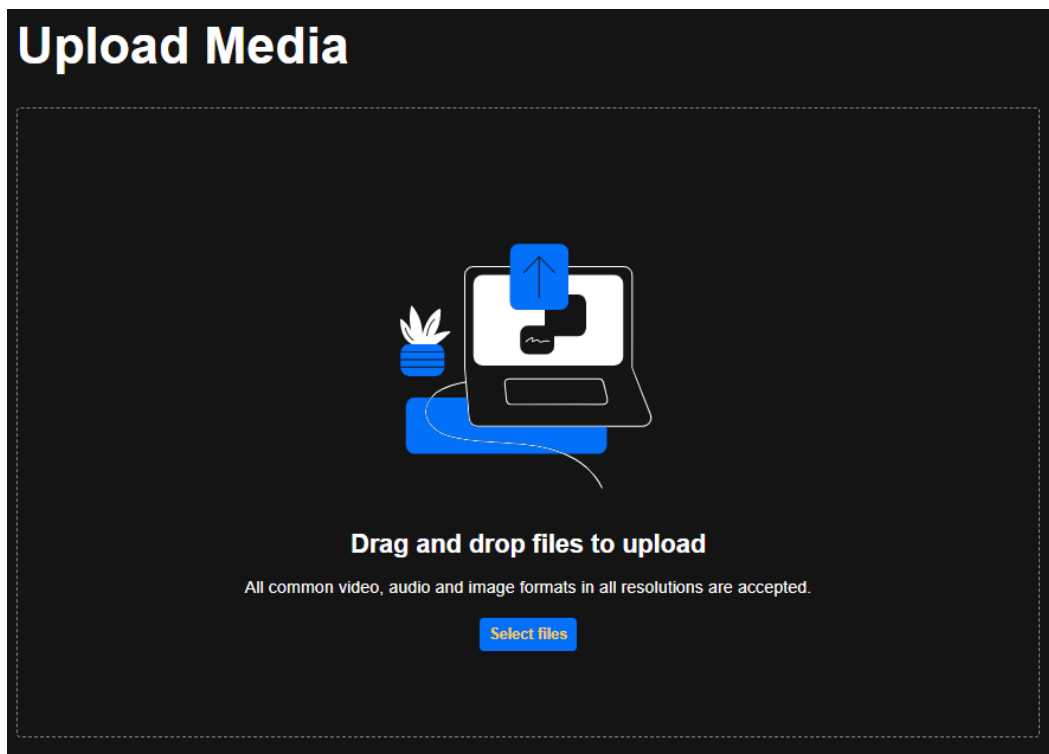 Upload Media
Drag and drop files to upload
All common video, audio and image formats in all resolutions are accepted.
Select files